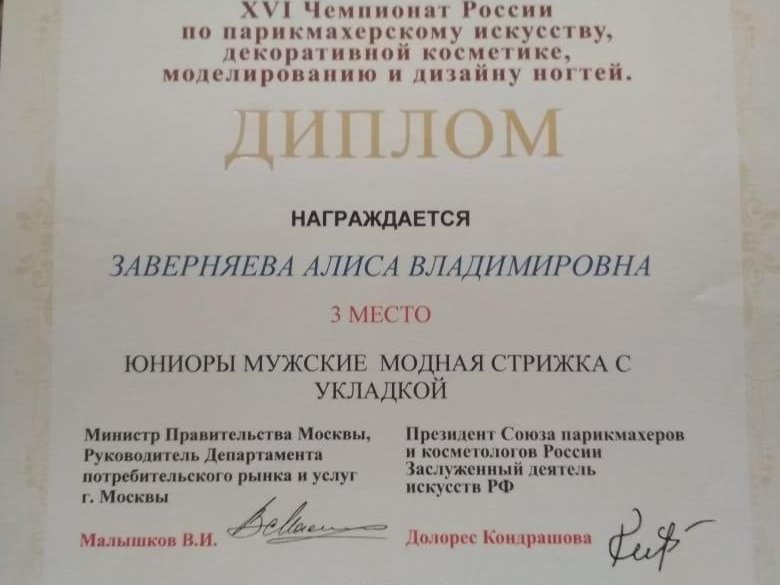 XVI Чемпионат России
по парикмахерскому искусству,
декоративной косметике,
моделированию и дизайну ногтей.
ДИПЛОМ
НАГРАЖДАЕТСЯ
ЗАВЕРНЯЕВА АЛИСА ВЛАДИМИРОВНА
3 МЕСТО
ЮНИОРЫ МУЖСКИЕ МОДНАЯ СТРИЖКА С
УКЛАДКОЙ
Министр Правительства Москвы,
Руководитель Департамента
потребительского рынка и услуг
г. Москвы
Малышков В.И.
Президент Союза парикмахеров
и косметологов России
Заслуженный деятель
искусств РФ
Долорес Кондрашова